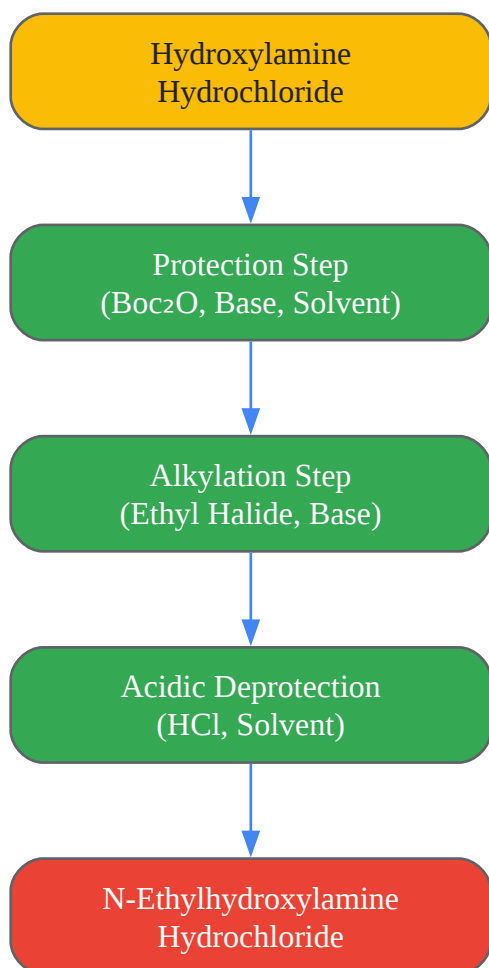 Hydroxylamine
Hydrochloride
Protection Step
(Boc₂O, Base, Solvent)
Alkylation Step
(Ethyl Halide, Base)
Acidic Deprotection
(HCl, Solvent)
N-Ethylhydroxylamine
Hydrochloride